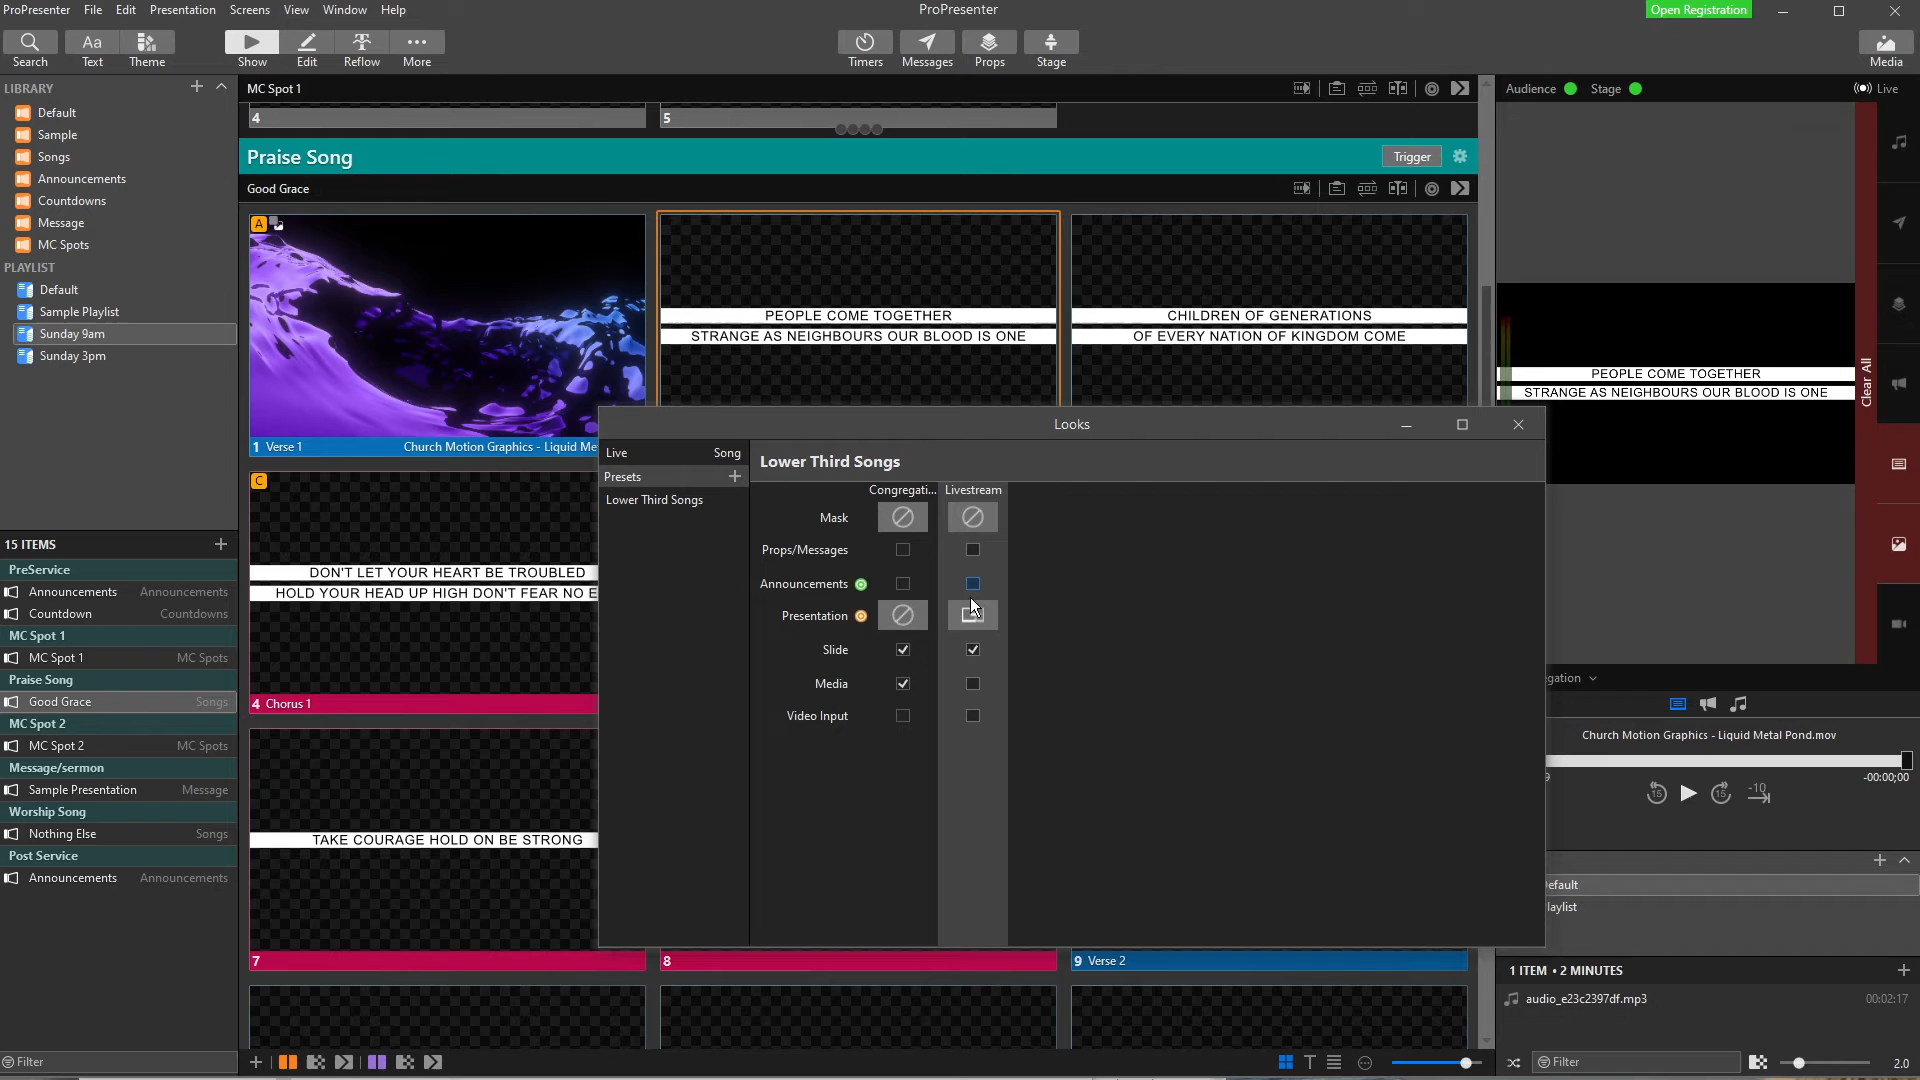 ProPresenter File Edit Presentation Screens View Window Help
ProPresenter
Open Registration
Search
Aa
Text
Theme
Show
Edit
Reflow
More
Timers
Messages
Props
Stage
Media
LIBRARY
Default
Sample
Songs
Announcements
Countdowns
Message
MC Spots
PLAYLIST
Default
Sample Playlist
Sunday 9am
Sunday 3pm
15 ITEMS
PreService
Announcements Announcements
Countdown Countdowns
MC Spot 1
MC Spot 1 MC Spots
Praise Song
Good Grace Songs
MC Spot 2
MC Spot 2 MC Spots
Message/sermon
Sample Presentation Message
Worship Song
Nothing Else Songs
Post Service
Announcements Announcements
Filter
MC Spot 1
4
5
Praise Song
Trigger
Good Grace
A
1 Verse 1 Church Motion Graphics - Liquid Me
PEOPLE COME TOGETHER
STRANGE AS NEIGHBOURS OUR BLOOD IS ONE
CHILDREN OF GENERATIONS
OF EVERY NATION OF KINGDOM COME
C
DON'T LET YOUR HEART BE TROUBLED
HOLD YOUR HEAD UP HIGH DON'T FEAR NO E
4 Chorus 1
TAKE COURAGE HOLD ON BE STRONG
7
8
9 Verse 2
Looks
Live Song
Presets
Lower Third Songs
Lower Third Songs
Congregati... Livestream
Mask
Props/Messages
Announcements
Presentation
Slide
Media
Video Input
Audience
Stage
Live
PEOPLE COME TOGETHER
STRANGE AS NEIGHBOURS OUR BLOOD IS ONE
Clear All
egation
Church Motion Graphics - Liquid Metal Pond.mov
9
-00:00;00
15
15
-10
efault
laylist
1 ITEM • 2 MINUTES
audio_e23c2397df.mp3 00:02:17
T
Filter
2.0